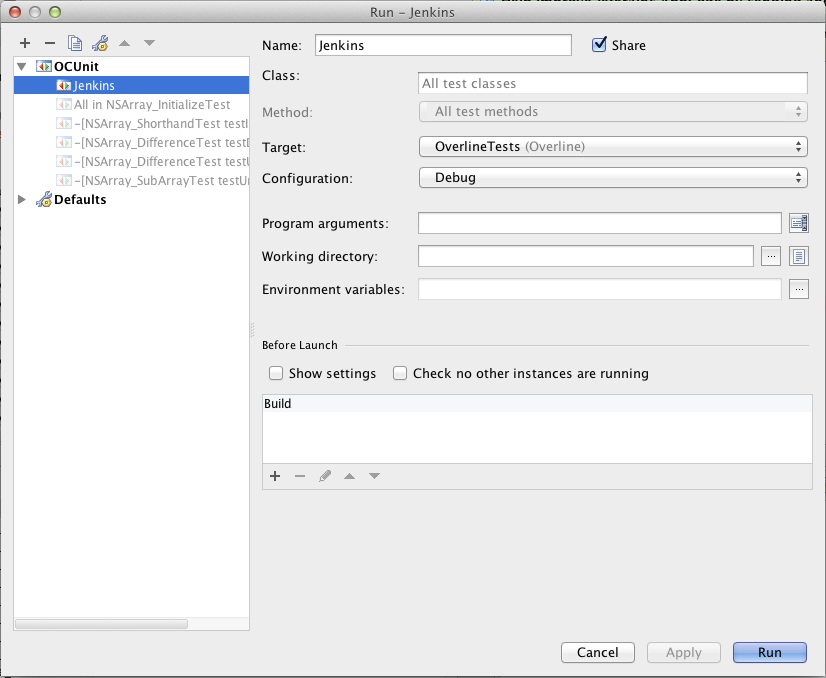 Run – Jenkins
OCUnit
Jenkins
All in NSArray_InitializeTest
–[NSArray_ShorthandTest testI
–[NSArray_DifferenceTest test
–[NSArray_DifferenceTest test
–[NSArray_SubArrayTest testU
Defaults
Name: Jenkins Share
Class: All test classes
Method: All test methods
Target: OverlineTests (Overline)
Configuration: Debug
Program arguments:
Working directory: ...
Environment variables: ...
Before Launch
Show settings Check no other instances are running
Build
Cancel Apply Run